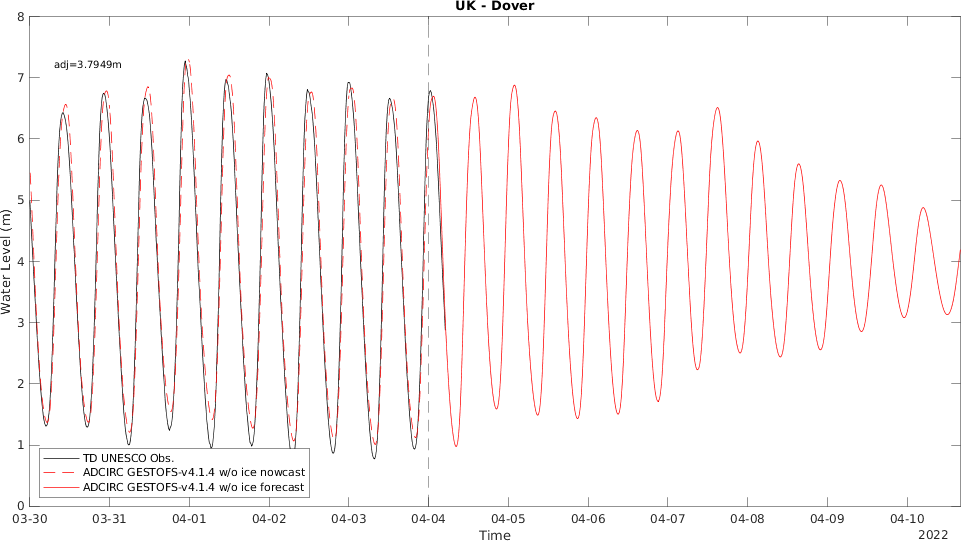 UK - Dover
adj=3.7949m
8
7
6
5
4
3
2
1
0
Water Level (m)
TD UNESCO Obs.
ADCIRC GESTOFS-v4.1.4 w/o ice nowcast
ADCIRC GESTOFS-v4.1.4 w/o ice forecast
03-30 03-31 04-01 04-02 04-03 04-04 04-05 04-06 04-07 04-08 04-09 04-10
Time
2022